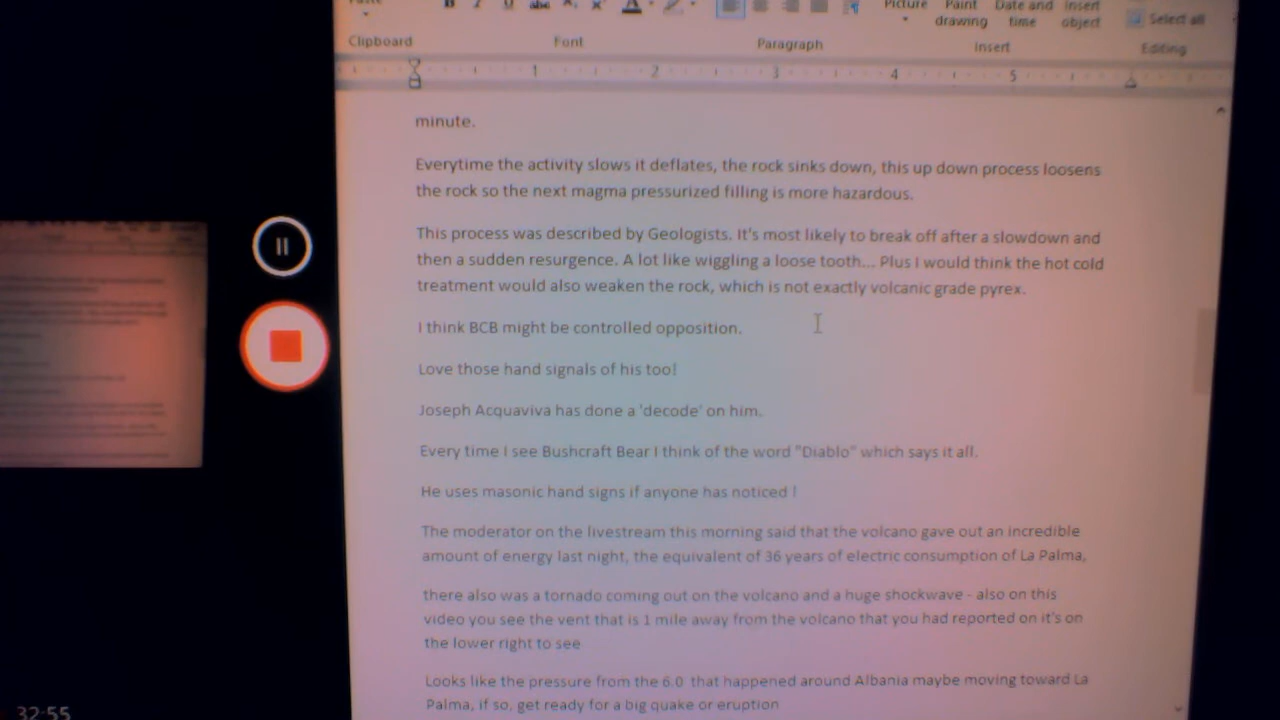 B I U abc X X A
Picture Paint Date and Insert Select all
drawing time object
Clipboard Font Paragraph Insert Editing
1 2 3 4 5
minute.
Everytime the activity slows it deflates, the rock sinks down, this up down process loosens
the rock so the next magma pressurized filling is more hazardous.
This process was described by Geologists. It's most likely to break off after a slowdown and
then a sudden resurgence. A lot like wiggling a loose tooth... Plus I would think the hot cold
treatment would also weaken the rock, which is not exactly volcanic grade pyrex.
I think BCB might be controlled opposition.
Love those hand signals of his too!
Joseph Acquaviva has done a 'decode' on him.
Every time I see Bushcraft Bear I think of the word "Diablo" which says it all.
He uses masonic hand signs if anyone has noticed !
The moderator on the livestream this morning said that the volcano gave out an incredible
amount of energy last night, the equivalent of 36 years of electric consumption of La Palma,
there also was a tornado coming out on the volcano and a huge shockwave - also on this
video you see the vent that is 1 mile away from the volcano that you had reported on it's on
the lower right to see
Looks like the pressure from the 6.0 that happened around Albania maybe moving toward La
Palma, if so, get ready for a big quake or eruption
32:55